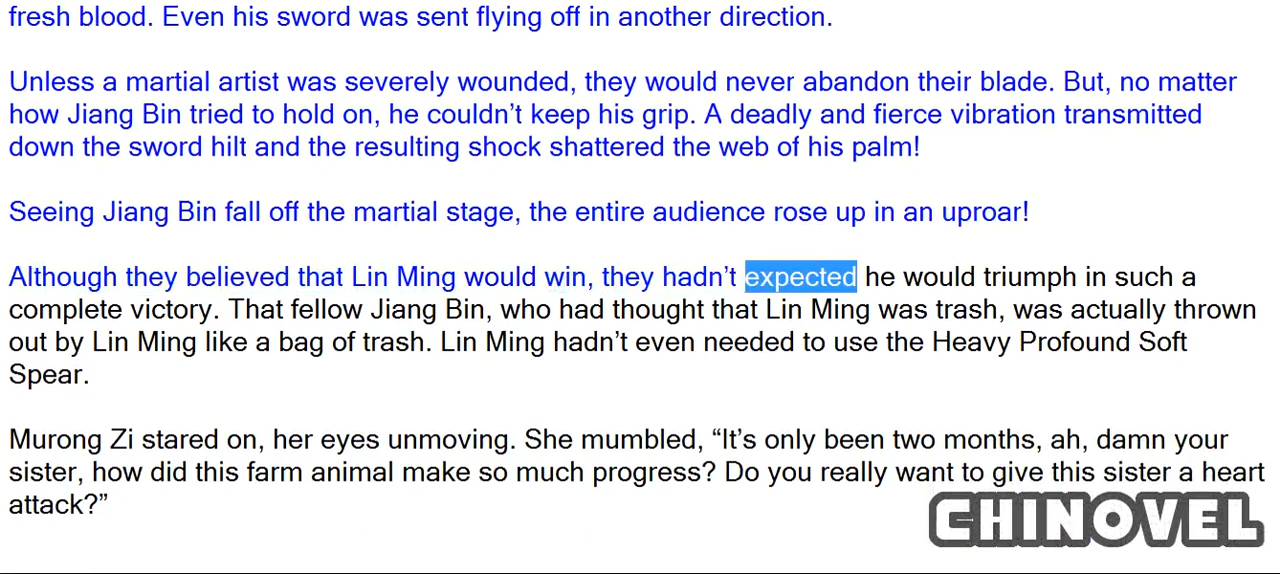 fresh blood. Even his sword was sent flying off in another direction.
Unless a martial artist was severely wounded, they would never abandon their blade. But, no matter
how Jiang Bin tried to hold on, he couldn’t keep his grip. A deadly and fierce vibration transmitted
down the sword hilt and the resulting shock shattered the web of his palm!
Seeing Jiang Bin fall off the martial stage, the entire audience rose up in an uproar!
Although they believed that Lin Ming would win, they hadn’t expected he would triumph in such a
complete victory. That fellow Jiang Bin, who had thought that Lin Ming was trash, was actually thrown
out by Lin Ming like a bag of trash. Lin Ming hadn’t even needed to use the Heavy Profound Soft
Spear.
Murong Zi stared on, her eyes unmoving. She mumbled, “It’s only been two months, ah, damn your
sister, how did this farm animal make so much progress? Do you really want to give this sister a heart
attack?”
CHINOVEL